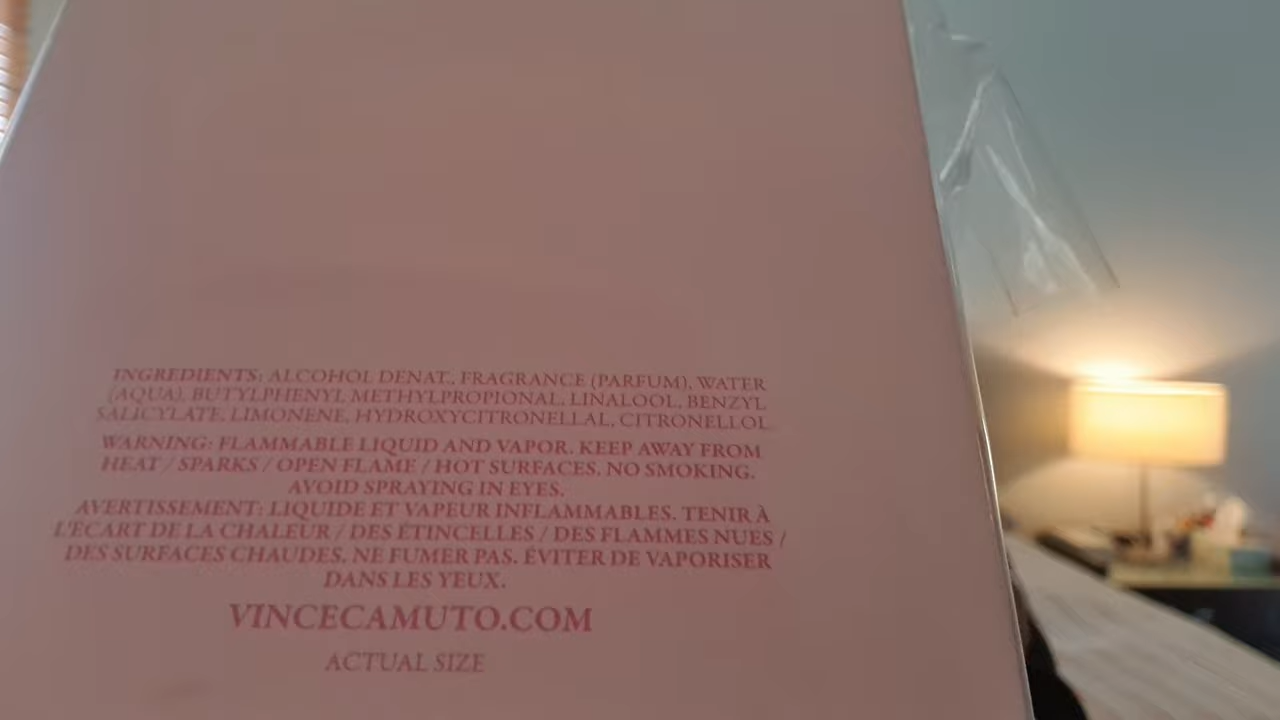 INGREDIENTS: ALCOHOL DENAT., FRAGRANCE (PARFUM), WATER
(AQUA), BUTYLPHENYL METHYLPROPIONAL, LINALOOL, BENZYL
SALICYLATE, LIMONENE, HYDROXYCITRONELLAL, CITRONELLOL
WARNING: FLAMMABLE LIQUID AND VAPOR. KEEP AWAY FROM
HEAT / SPARKS / OPEN FLAME / HOT SURFACES. NO SMOKING.
AVOID SPRAYING IN EYES.
AVERTISSEMENT: LIQUIDE ET VAPEUR INFLAMMABLES. TENIR À
L'ECART DE LA CHALEUR / DES ÉTINCELLES / DES FLAMMES NUES /
DES SURFACES CHAUDES. NE FUMER PAS. ÉVITER DE VAPORISER
DANS LES YEUX.
VINCECAMUTO.COM
ACTUAL SIZE